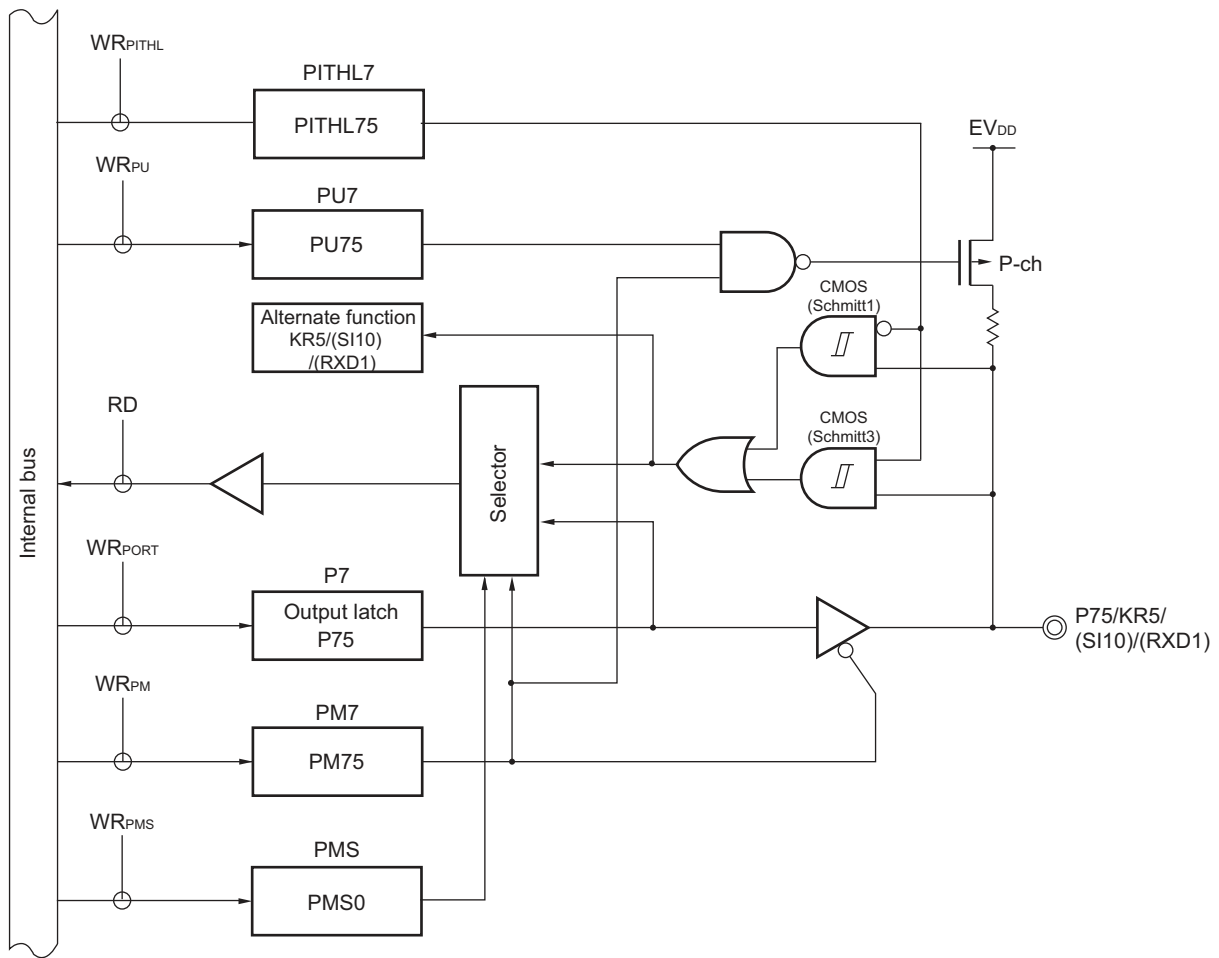 WRPITHL
PITHL7
PITHL75
EVDD
WRPU
PU7
PU75
P-ch
CMOS
(Schmitt1)
Alternate function
KR5/(SI10)
/(RXD1)
RD
CMOS
(Schmitt3)
Selector
Internal bus
WRPORT
P7
Output latch
P75
P75/KR5/
(SI10)/(RXD1)
WRPM
PM7
PM75
WRPMS
PMS
PMS0